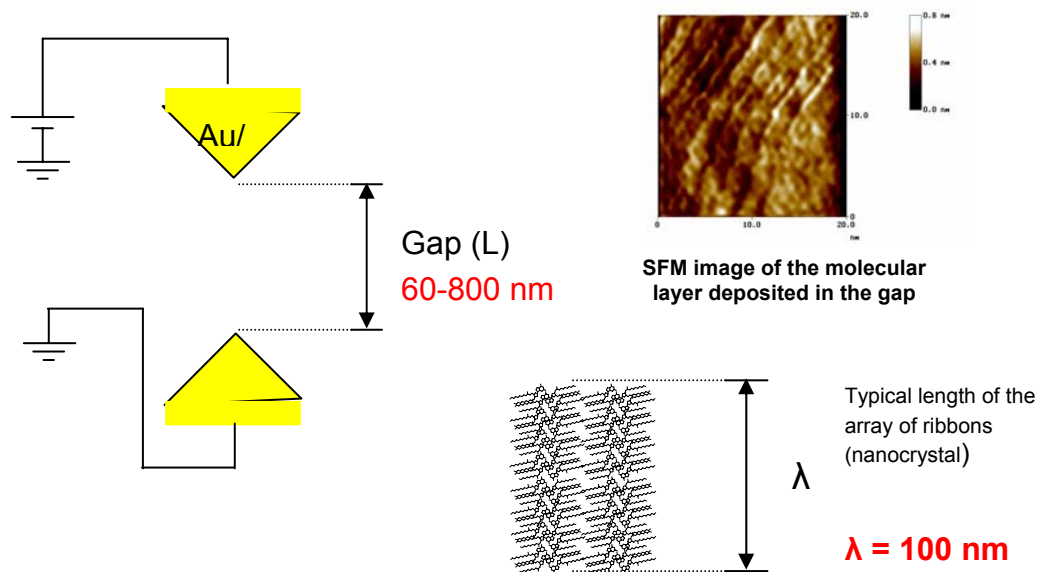 Au/
Gap (L)
60-800 nm
20.0
10.0
0
0
10.0
20.0
nm
0.8 nm
0.4 nm
0.0 nm
SFM image of the molecular
layer deposited in the gap
λ
Typical length of the
array of ribbons
(nanocrystal)
λ = 100 nm